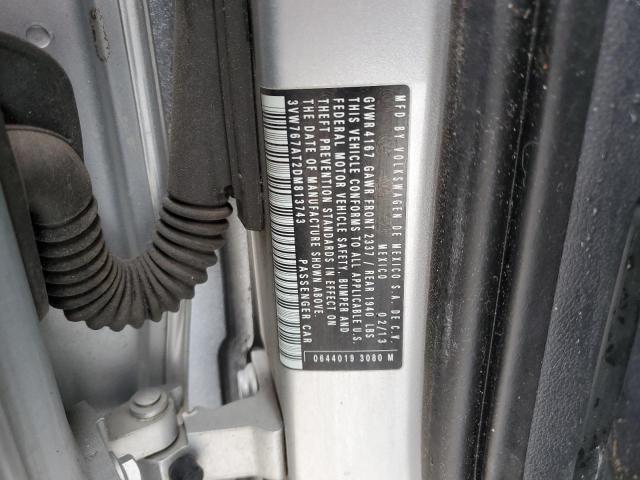 MFD BY VOLKSWAGEN DE MEXICO S.A. DE C.V.
MEXICO 02/13
GVWR 4167 GAWR FRONT 2337 / REAR 1940 LBS
THIS VEHICLE CONFORMS TO ALL APPLICABLE U.S.
FEDERAL MOTOR VEHICLE SAFETY, BUMPER AND
THEFT PREVENTION STANDARDS IN EFFECT ON
THE DATE OF MANUFACTURE SHOWN ABOVE.
3VW767AT2DM813743 PASSENGER CAR
0644019 3080 M